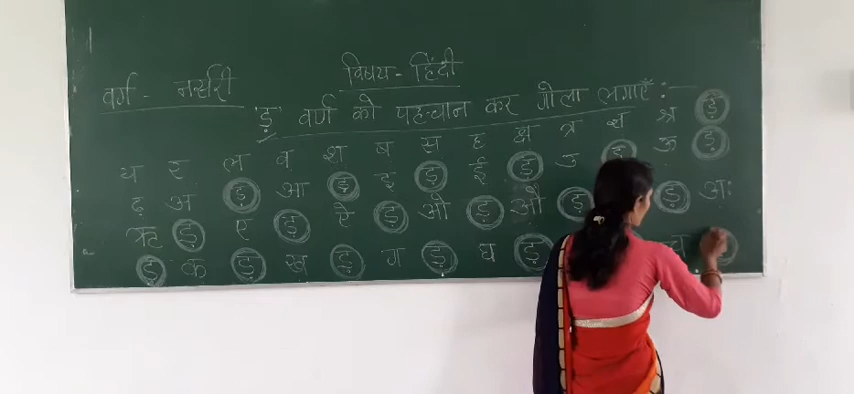 विषय - हिंदी
वर्ग - नर्सरी
'ड़' वर्ण को पहचान कर गोला लगाएँ :-
य र ल व श ष स ह क्ष त्र श्र ड़
ढ़ अ ड़ आ ड़ इ ड़ ई ड़ उ ड़ ऊ ड़
ऋ ड़ ए ड़ ऐ ड़ ओ ड़ औ ड़ ड़ अः
ड़ क ड़ ख ड़ ग ड़ घ ड़ च